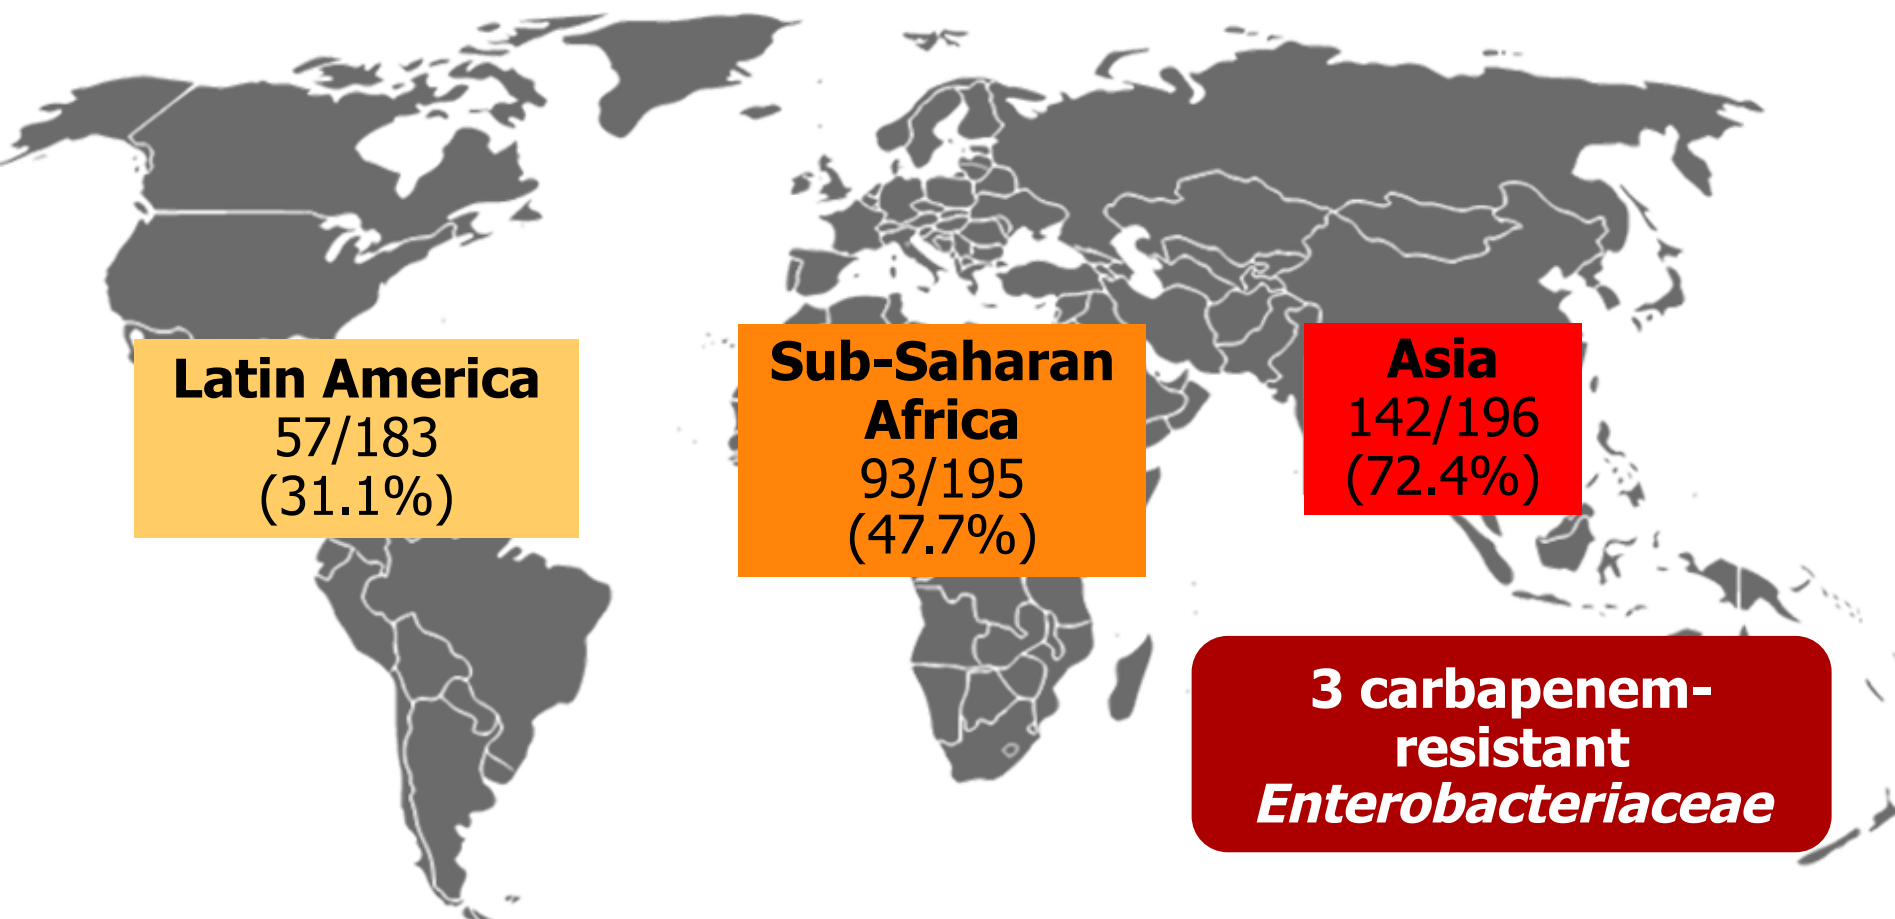 Latin America
57/183
(31.1%)
Sub-Saharan
Africa
93/195
(47.7%)
Asia
142/196
(72.4%)
3 carbapenem-
resistant
Enterobacteriaceae